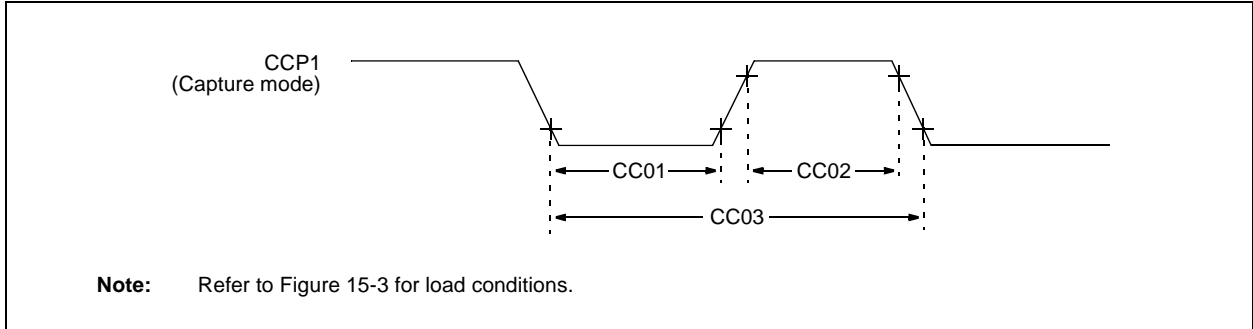 CCP1
(Capture mode)
CC01
CC02
CC03
Note: Refer to Figure 15-3 for load conditions.